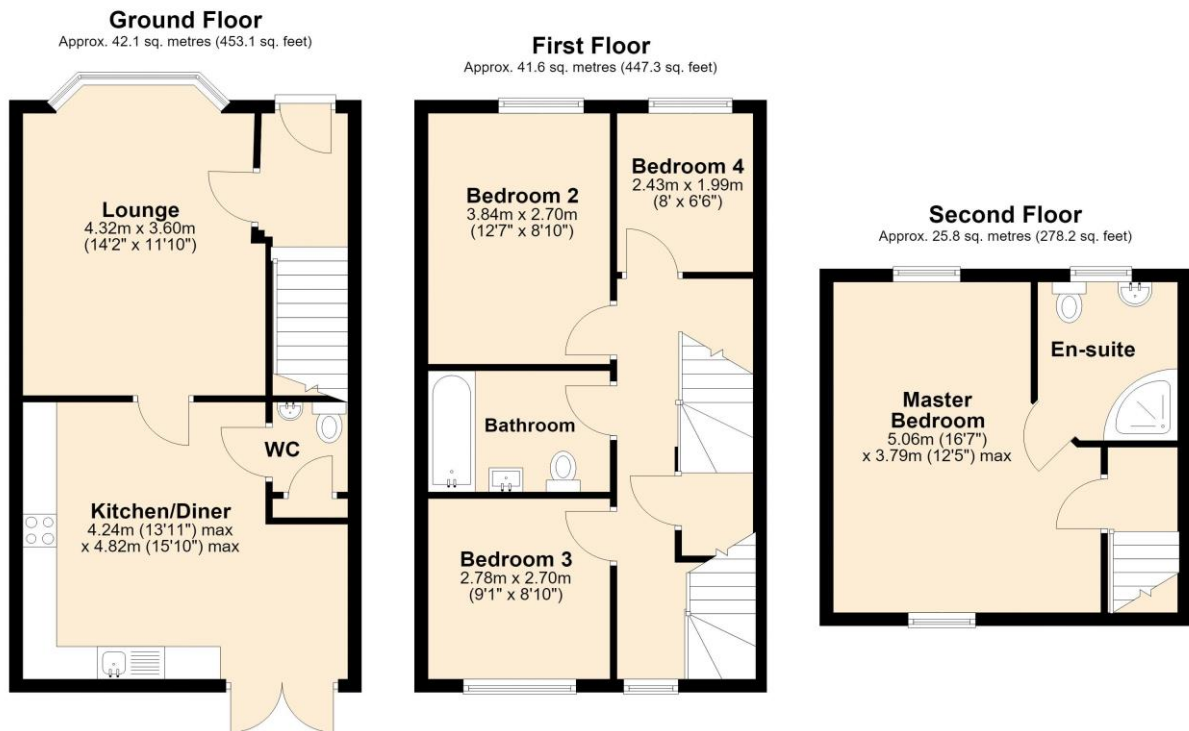 Ground Floor
Approx. 42.1 sq. metres (453.1 sq. feet)
Lounge
4.32m x 3.60m
(14'2" x 11'10")
WC
Kitchen/Diner
4.24m (13'11") max
x 4.82m (15'10") max
First Floor
Approx. 41.6 sq. metres (447.3 sq. feet)
Bedroom 2
3.84m x 2.70m
(12'7" x 8'10")
Bedroom 4
2.43m x 1.99m
(8' x 6'6")
Bathroom
Bedroom 3
2.78m x 2.70m
(9'1" x 8'10")
Second Floor
Approx. 25.8 sq. metres (278.2 sq. feet)
En-suite
Master
Bedroom
5.06m (16'7")
x 3.79m (12'5") max